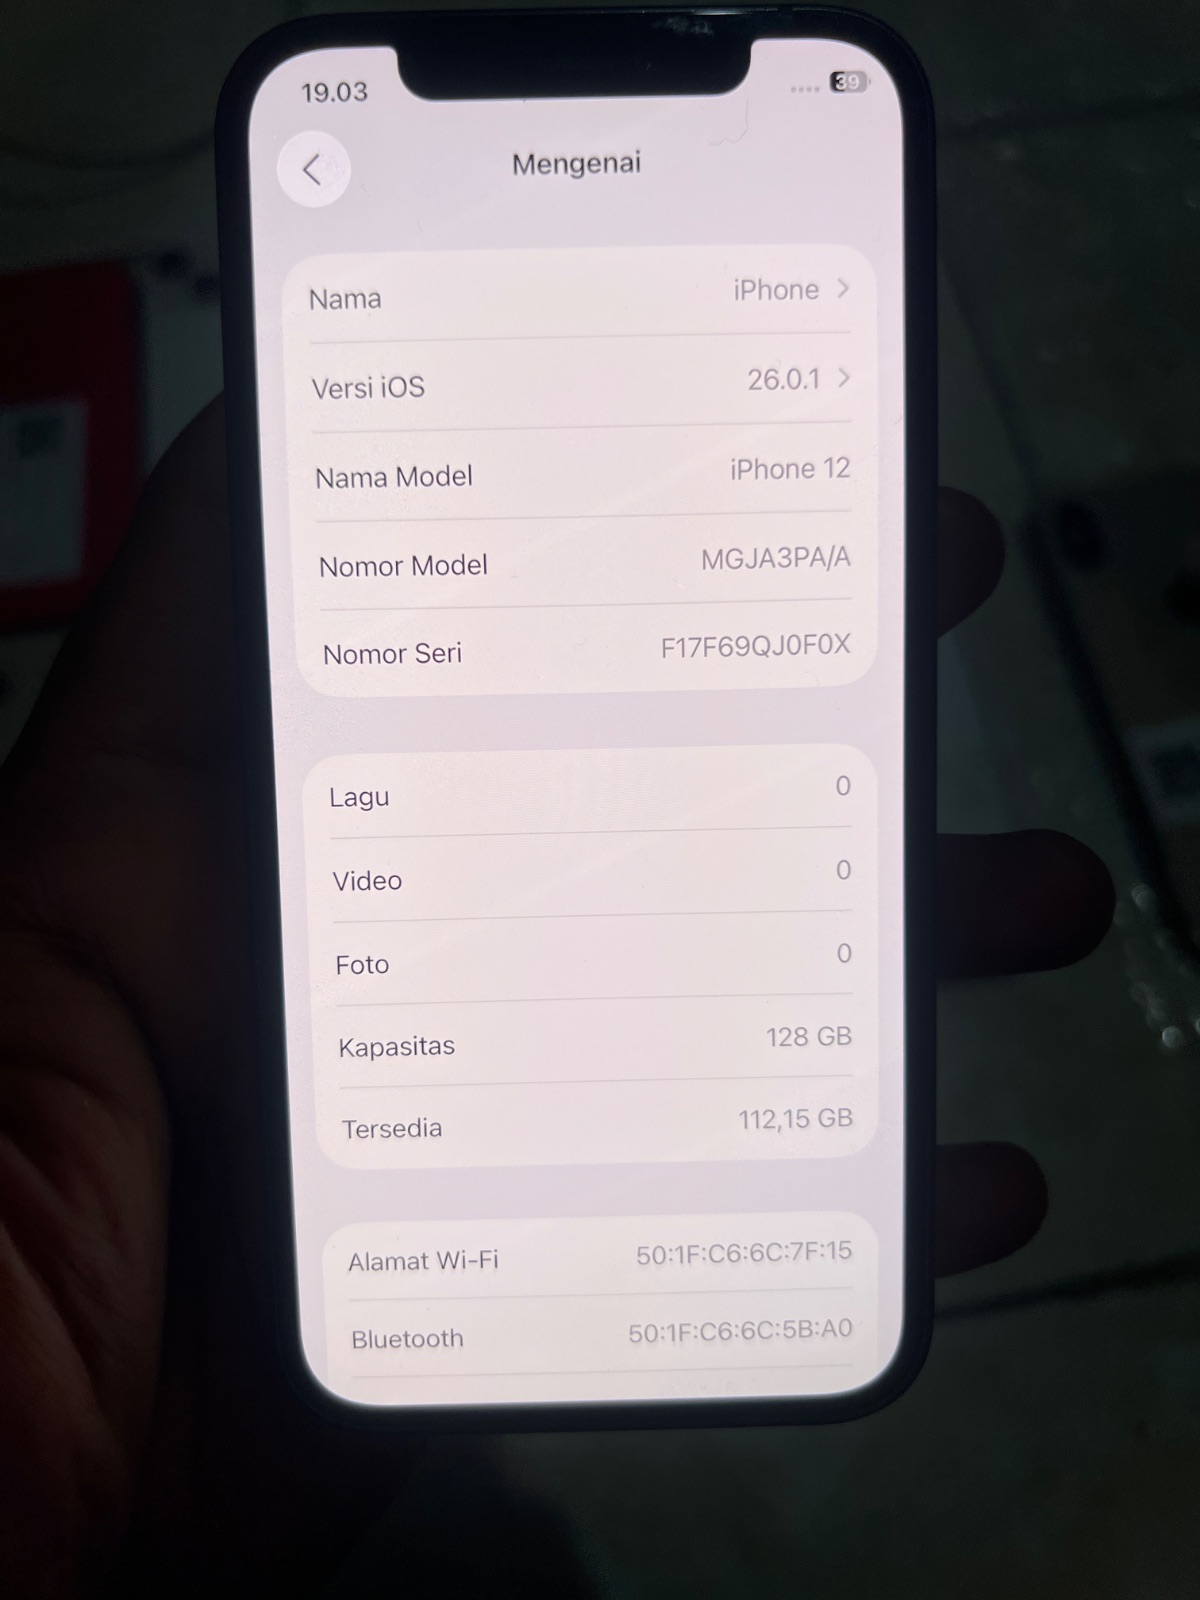 19.03 39
Mengenai
Nama iPhone
Versi iOS 26.0.1
Nama Model iPhone 12
Nomor Model MGJA3PA/A
Nomor Seri F17F69QJ0F0X
Lagu 0
Video 0
Foto 0
Kapasitas 128 GB
Tersedia 112,15 GB
Alamat Wi-Fi 50:1F:C6:6C:7F:15
Bluetooth 50:1F:C6:6C:5B:A0